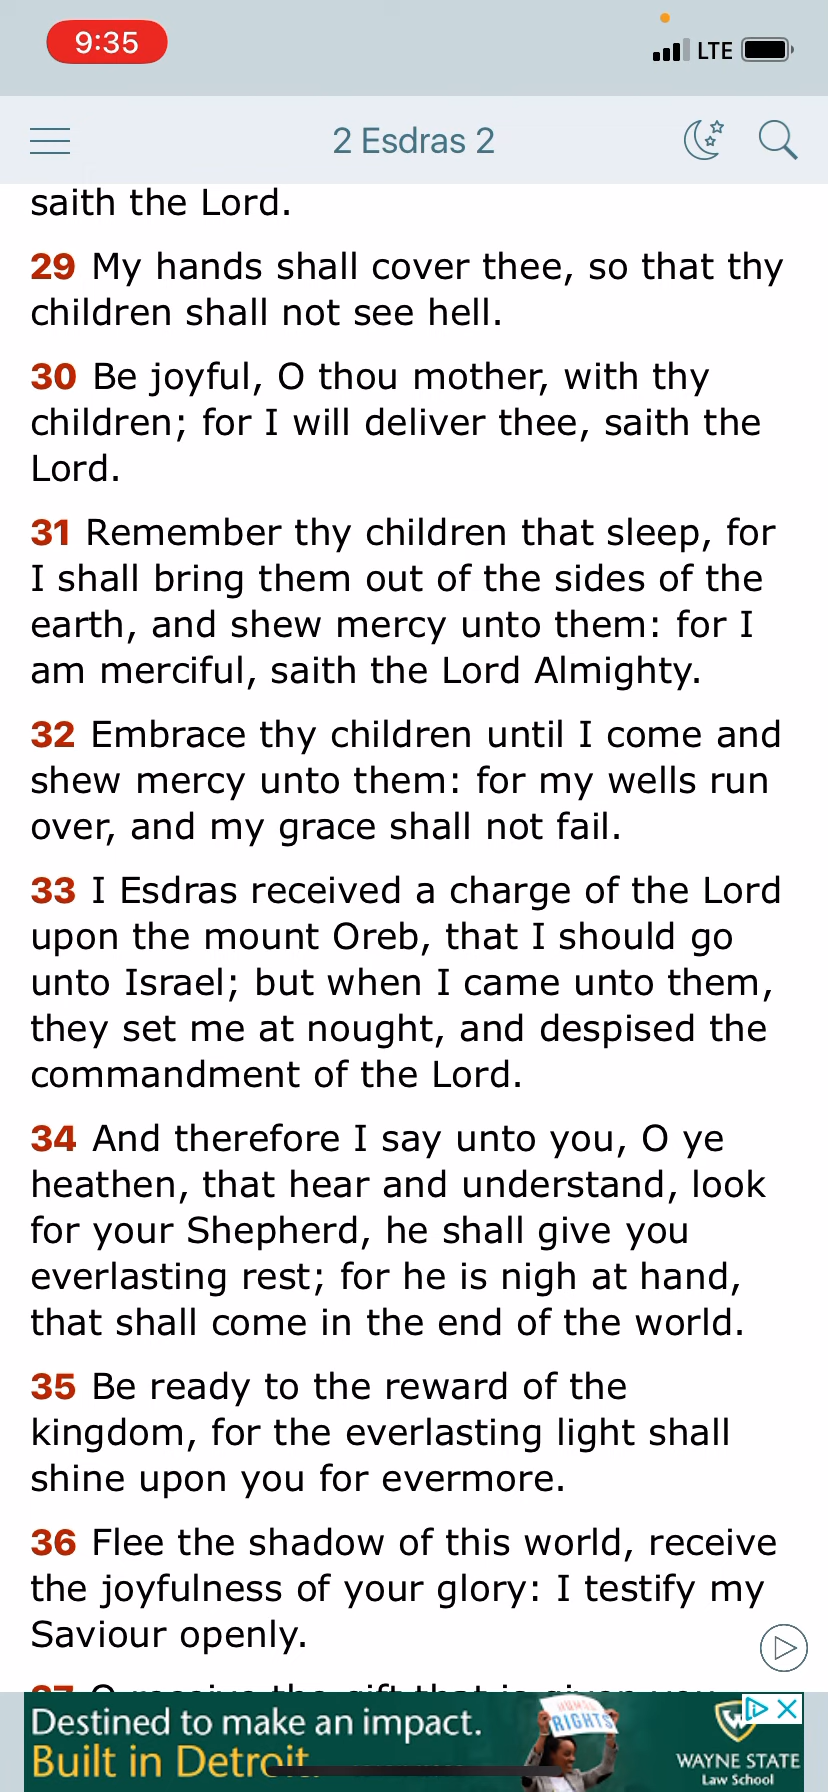 9:35
LTE
2 Esdras 2
saith the Lord.
29 My hands shall cover thee, so that thy
children shall not see hell.
30 Be joyful, O thou mother, with thy
children; for I will deliver thee, saith the
Lord.
31 Remember thy children that sleep, for
I shall bring them out of the sides of the
earth, and shew mercy unto them: for I
am merciful, saith the Lord Almighty.
32 Embrace thy children until I come and
shew mercy unto them: for my wells run
over, and my grace shall not fail.
33 I Esdras received a charge of the Lord
upon the mount Oreb, that I should go
unto Israel; but when I came unto them,
they set me at nought, and despised the
commandment of the Lord.
34 And therefore I say unto you, O ye
heathen, that hear and understand, look
for your Shepherd, he shall give you
everlasting rest; for he is nigh at hand,
that shall come in the end of the world.
35 Be ready to the reward of the
kingdom, for the everlasting light shall
shine upon you for evermore.
36 Flee the shadow of this world, receive
the joyfulness of your glory: I testify my
Saviour openly.
37 O receive the gift that is given you
Destined to make an impact.
Built in Detroit.
HUMAN
RIGHTS
W
WAYNE STATE
Law School